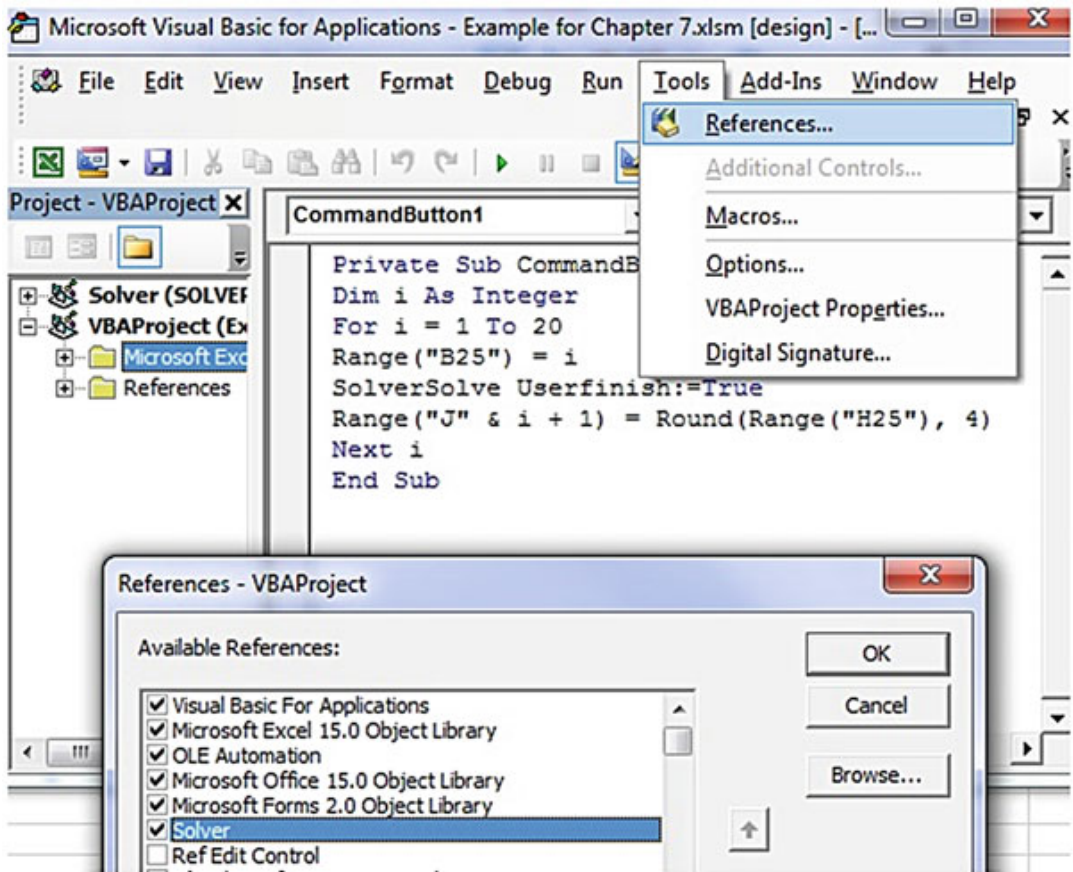 Microsoft Visual Basic for Applications - Example for Chapter 7.xlsm [design] - [...
File Edit View Insert Format Debug Run Tools Add-Ins Window Help
References...
Additional Controls...
Macros...
Options...
VBAProject Properties...
Digital Signature...
Project - VBAProject
Solver (SOLVER
VBAProject (Ex
Microsoft Exc
References
CommandButton1
Private Sub CommandB
Dim i As Integer
For i = 1 To 20
Range("B25") = i
SolverSolve Userfinish:=True
Range("J" & i + 1) = Round(Range("H25"), 4)
Next i
End Sub
References - VBAProject
Available References:
Visual Basic For Applications
Microsoft Excel 15.0 Object Library
OLE Automation
Microsoft Office 15.0 Object Library
Microsoft Forms 2.0 Object Library
Solver
Ref Edit Control
OK
Cancel
Browse...